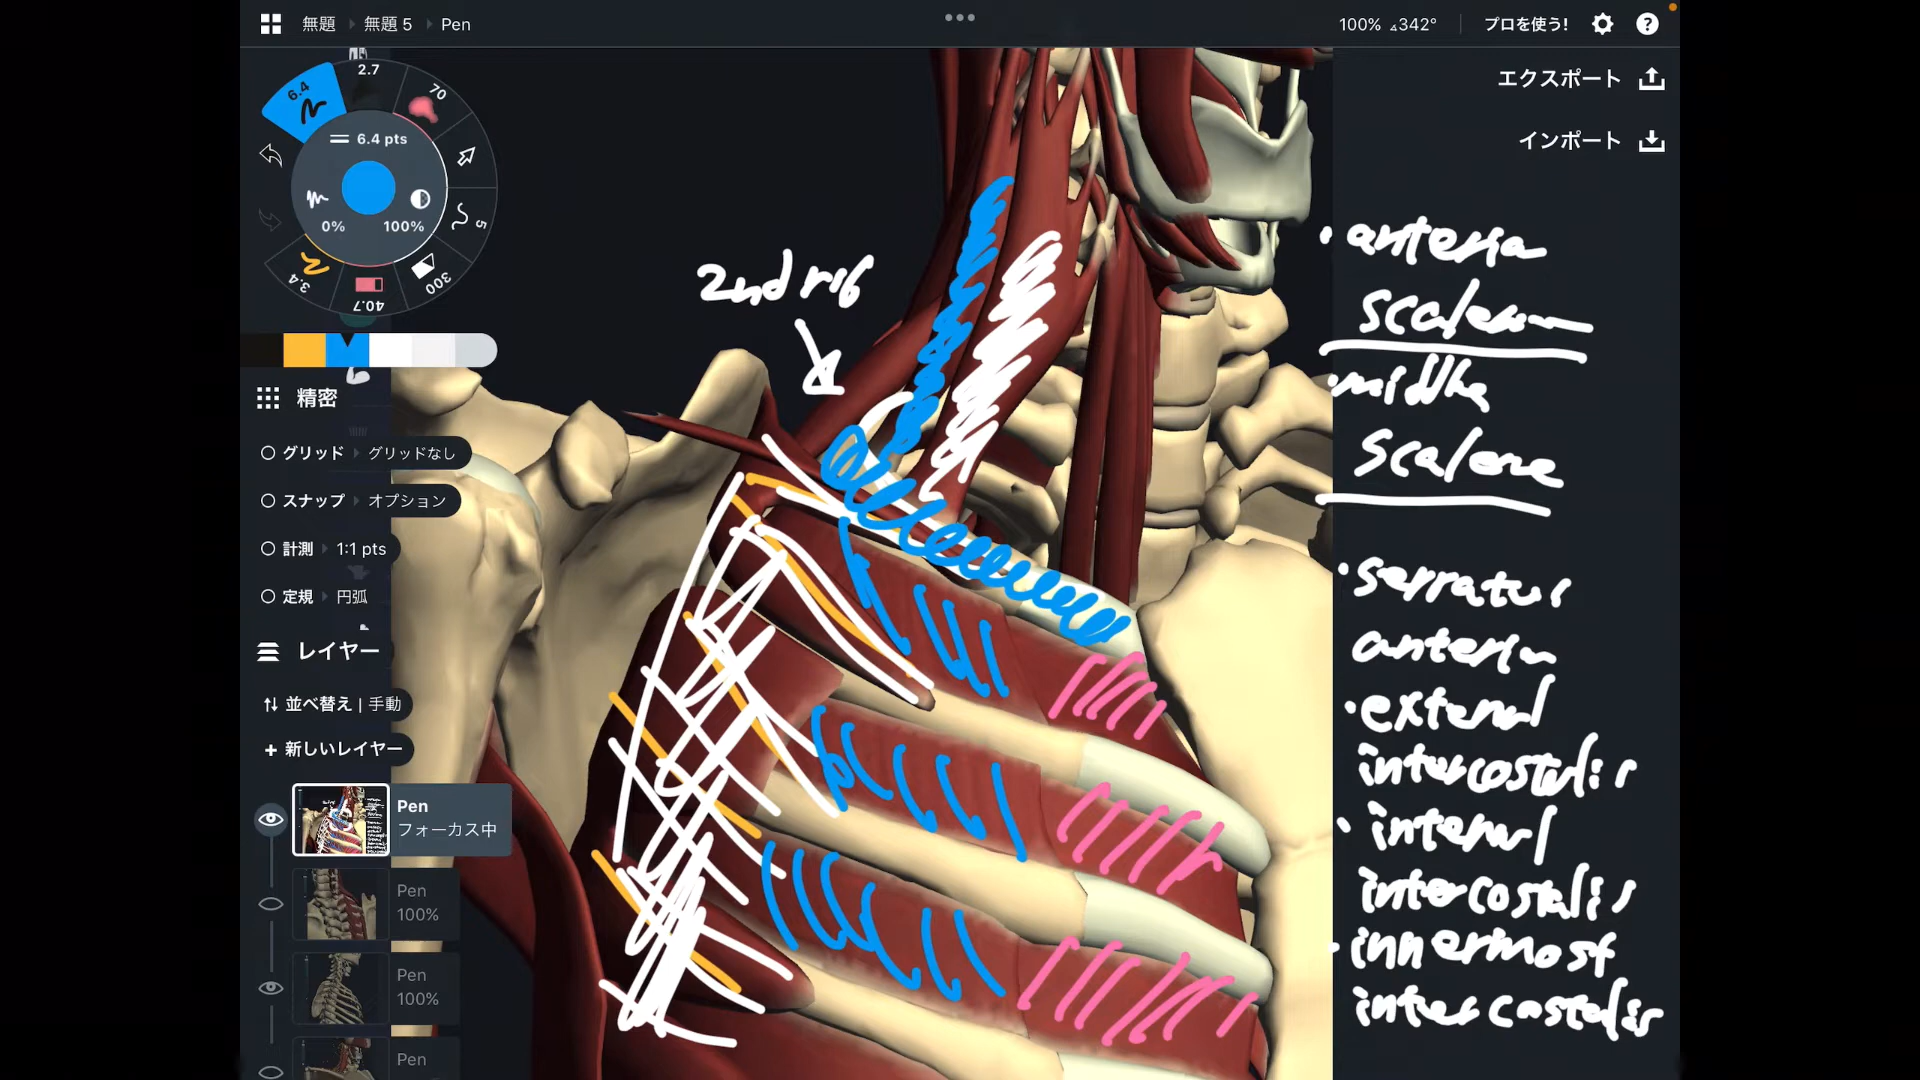 無題 無題 5 Pen
100% ⦟342° プロを使う!
エクスポート
インポート
2.7
6.4
70
6.4 pts
0% 100%
5
3.4
40.7
300
精密
グリッド グリッドなし
スナップ オプション
計測 1:1 pts
定規 円弧
レイヤー
並べ替え | 手動
+ 新しいレイヤー
Pen
フォーカス中
Pen
100%
Pen
100%
Pen
2nd rib
・anteria
scalen
・middle
scalene
・serratus
anterior
・external
intercostalis
・internal
intercostalis
・innermost
intercostalis